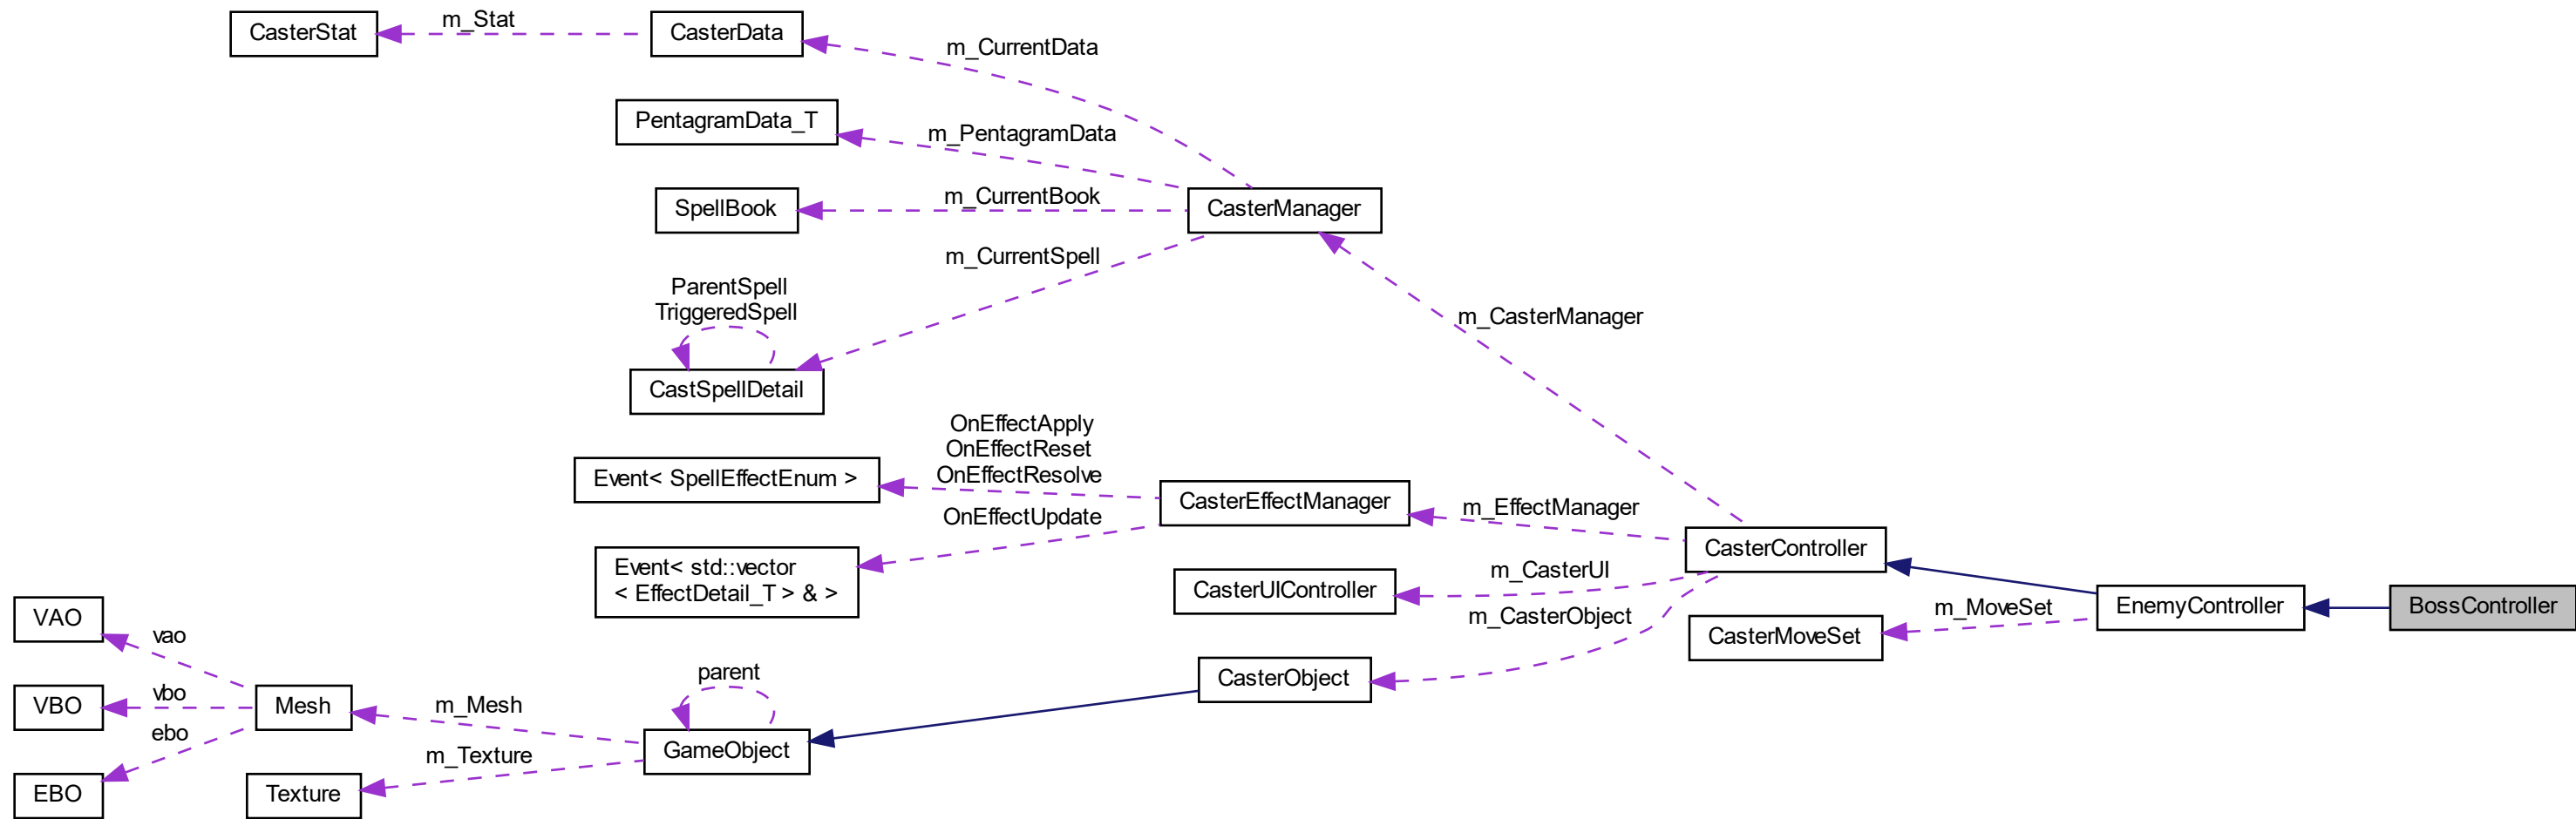 CasterStat
m_Stat
CasterData
m_CurrentData
PentagramData_T
m_PentagramData
SpellBook
m_CurrentBook
CasterManager
m_CurrentSpell
ParentSpell
TriggeredSpell
CastSpellDetail
m_CasterManager
OnEffectApply
OnEffectReset
OnEffectResolve
Event< SpellEffectEnum >
CasterEffectManager
m_EffectManager
OnEffectUpdate
CasterController
Event< std::vector
< EffectDetail_T > & >
CasterUIController
m_CasterUI
m_CasterObject
m_MoveSet
EnemyController
BossController
CasterMoveSet
VAO
vao
VBO
vbo
Mesh
m_Mesh
parent
CasterObject
ebo
GameObject
m_Texture
EBO
Texture